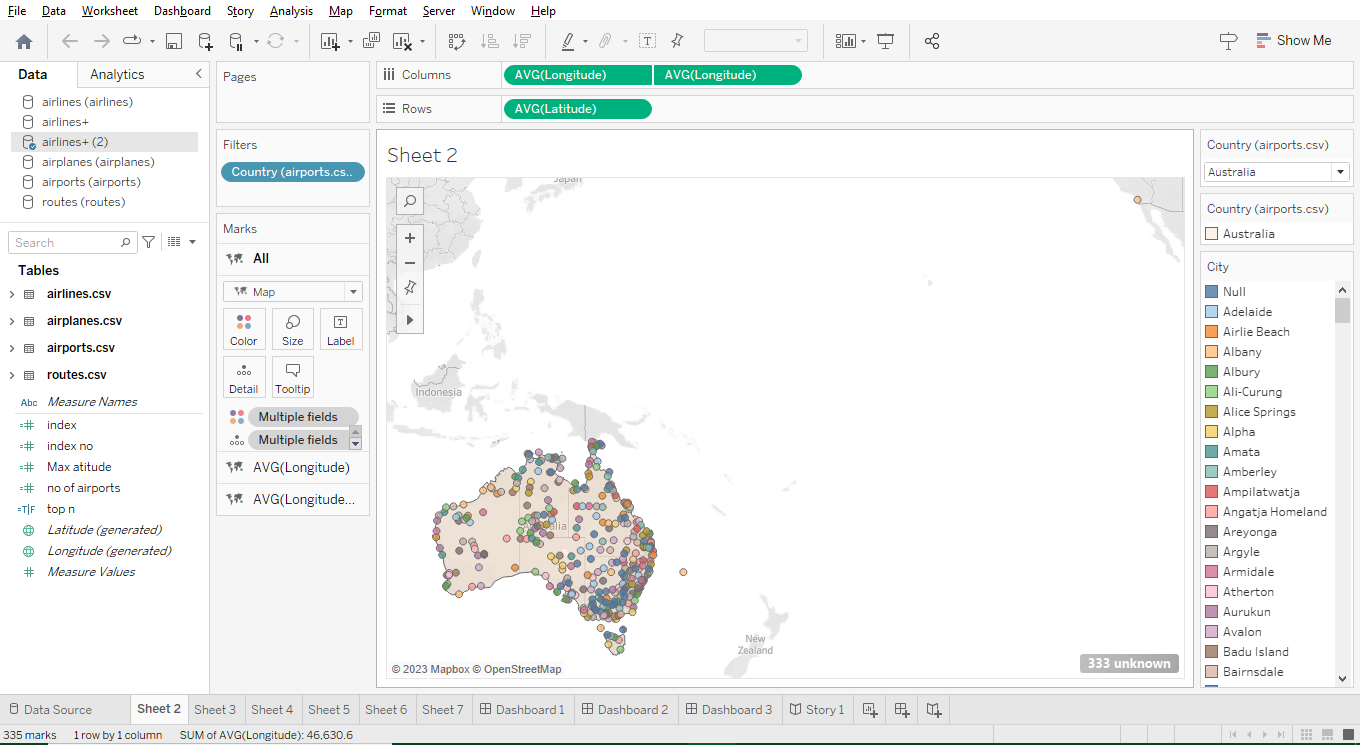 File Data Worksheet Dashboard Story Analysis Map Format Server Window Help
Show Me
Data Analytics
airlines (airlines)
airlines+
airlines+ (2)
airplanes (airplanes)
airports (airports)
routes (routes)
Search
Tables
airlines.csv
airplanes.csv
airports.csv
routes.csv
Abc Measure Names
index
index no
Max atitude
no of airports
T|F top n
Latitude (generated)
Longitude (generated)
Measure Values
Pages
Filters
Country (airports.cs..
Marks
All
Map
Color Size Label
Detail Tooltip
Multiple fields
Multiple fields
AVG(Longitude)
AVG(Longitude...
Columns AVG(Longitude) AVG(Longitude)
Rows AVG(Latitude)
Sheet 2
Japan
Indonesia
Australia
New
Zealand
© 2023 Mapbox © OpenStreetMap
333 unknown
Country (airports.csv)
Australia
Country (airports.csv)
Australia
City
Null
Adelaide
Airlie Beach
Albany
Albury
Ali-Curung
Alice Springs
Alpha
Amata
Amberley
Ampilatwatja
Angatja Homeland
Areyonga
Argyle
Armidale
Atherton
Aurukun
Avalon
Badu Island
Bairnsdale
Data Source Sheet 2 Sheet 3 Sheet 4 Sheet 5 Sheet 6 Sheet 7 Dashboard 1 Dashboard 2 Dashboard 3 Story 1
335 marks 1 row by 1 column SUM of AVG(Longitude): 46,630.6